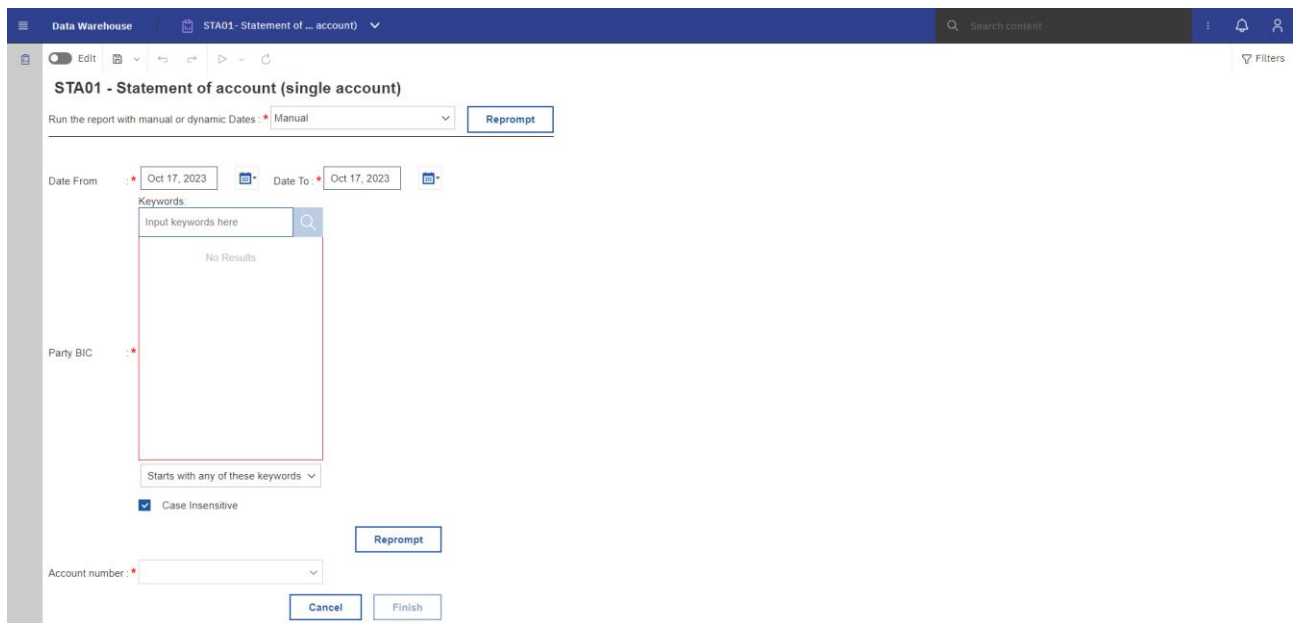 Data Warehouse STA01- Statement of ... account) Search content
Edit Filters
STA01 - Statement of account (single account)
Run the report with manual or dynamic Dates : * Manual Reprompt
Date From : * Oct 17, 2023 Date To : * Oct 17, 2023
Keywords:
Input keywords here
No Results
Party BIC : *
Starts with any of these keywords
Case Insensitive
Reprompt
Account number : *
Cancel Finish